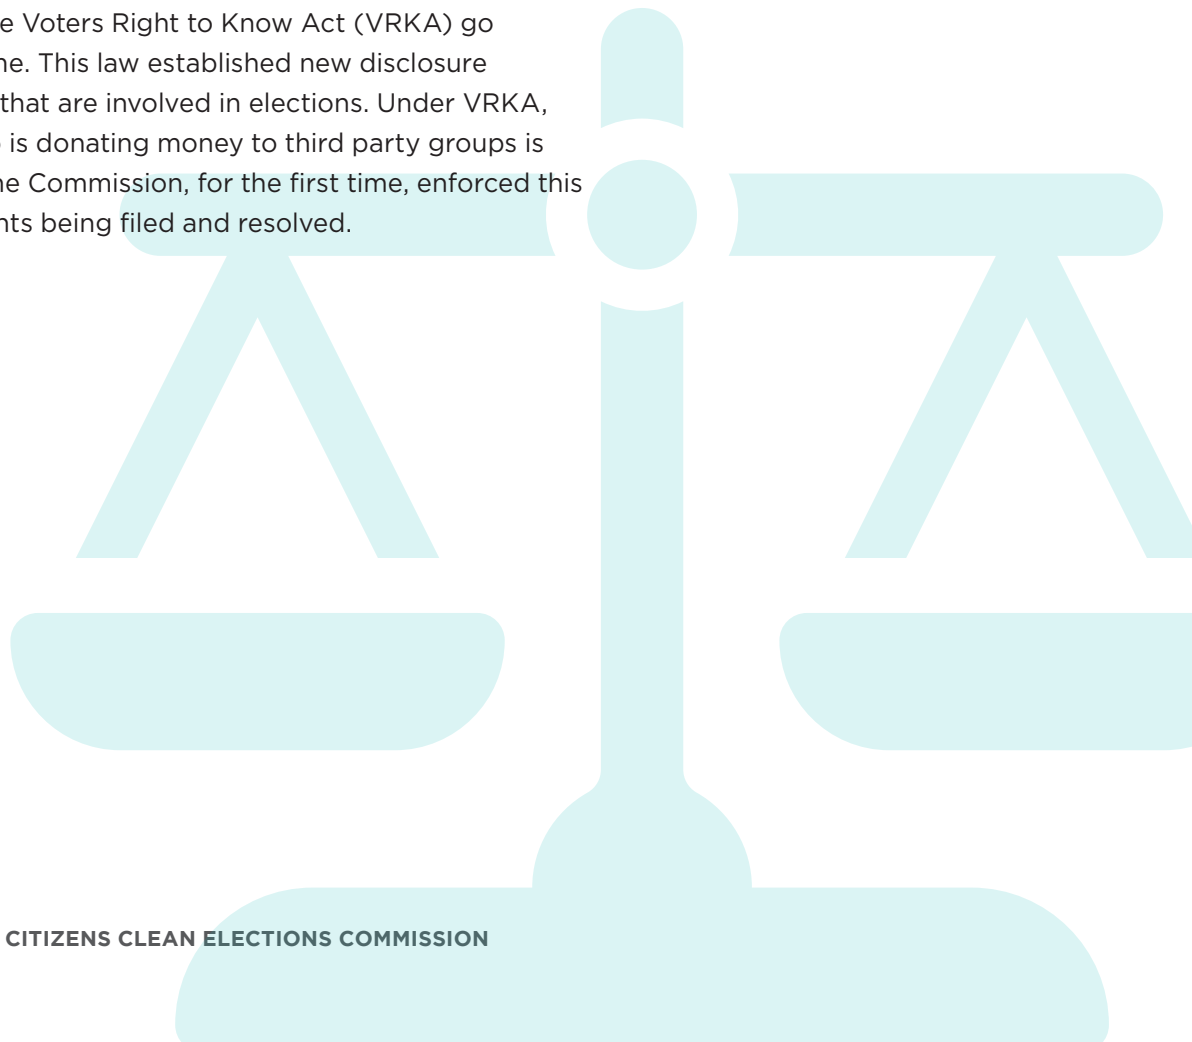 e Voters Right to Know Act (VRKA) go
ne. This law established new disclosure
that are involved in elections. Under VRKA,
is donating money to third party groups is
ne Commission, for the first time, enforced this
nts being filed and resolved.
CITIZENS CLEAN ELECTIONS COMMISSION